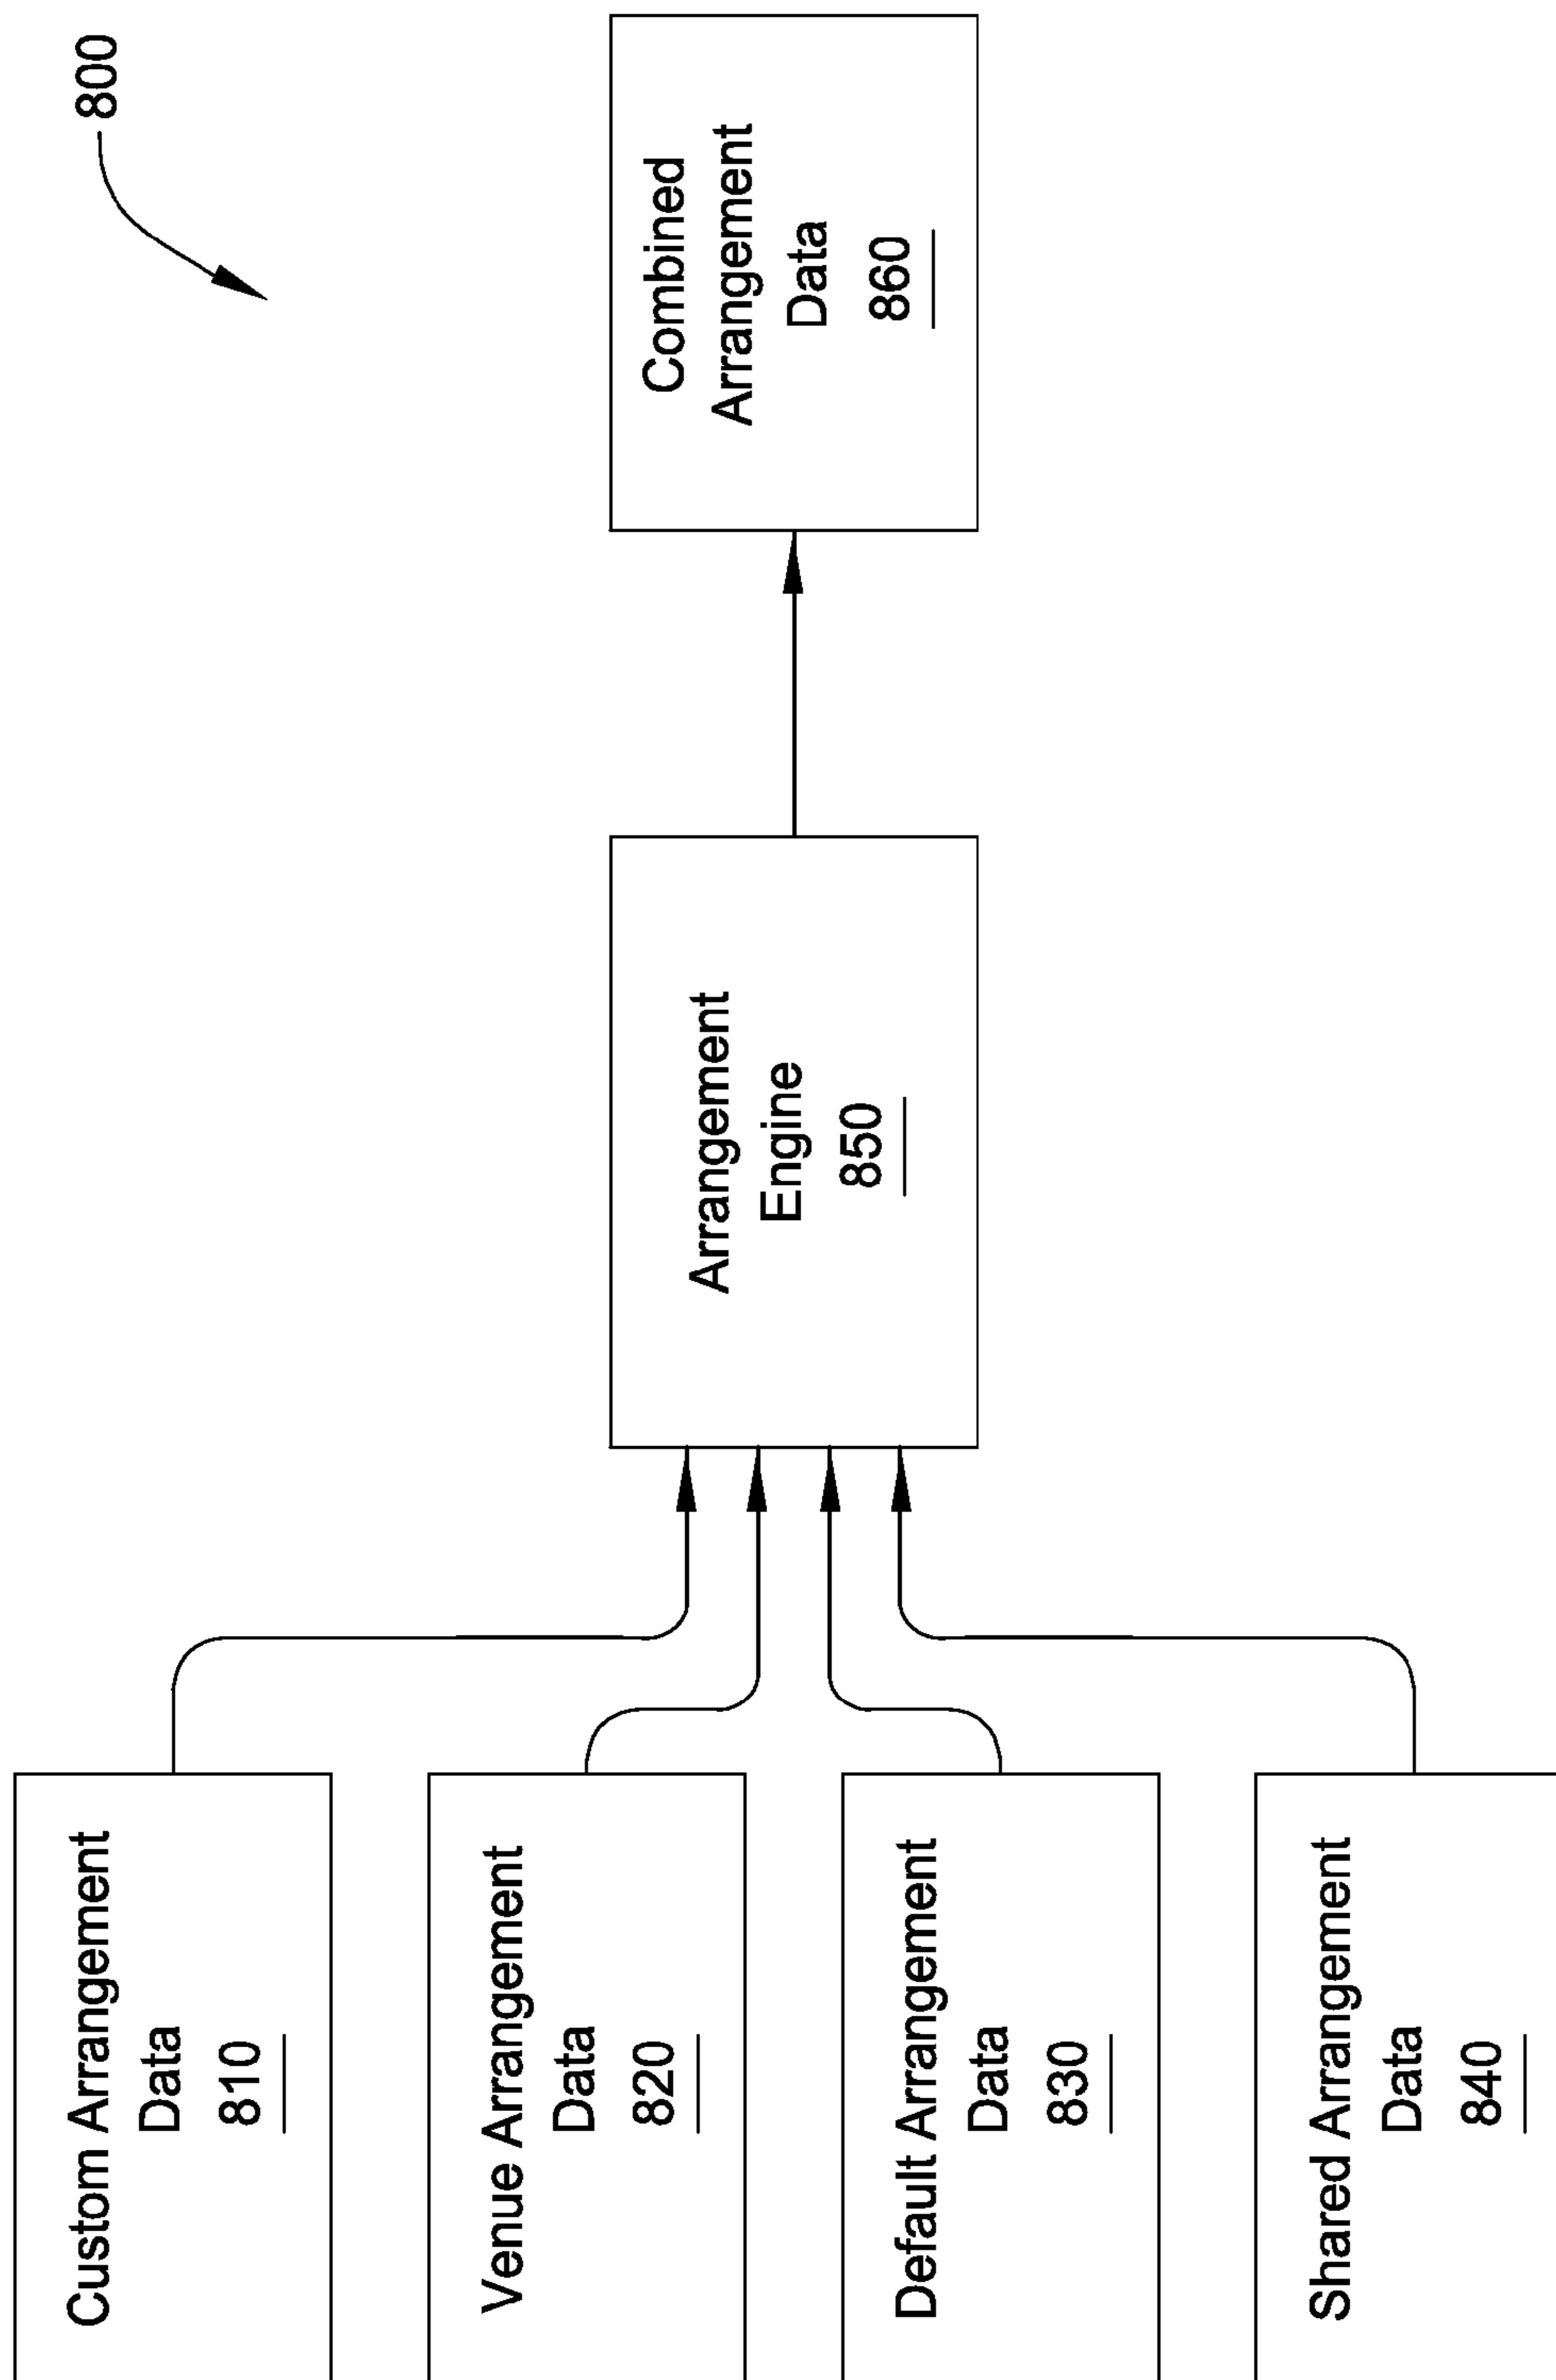 800
Custom Arrangement
Data
810
Venue Arrangement
Data
820
Default Arrangement
Data
830
Shared Arrangement
Data
840
Arrangement
Engine
850
Combined
Arrangement
Data
860